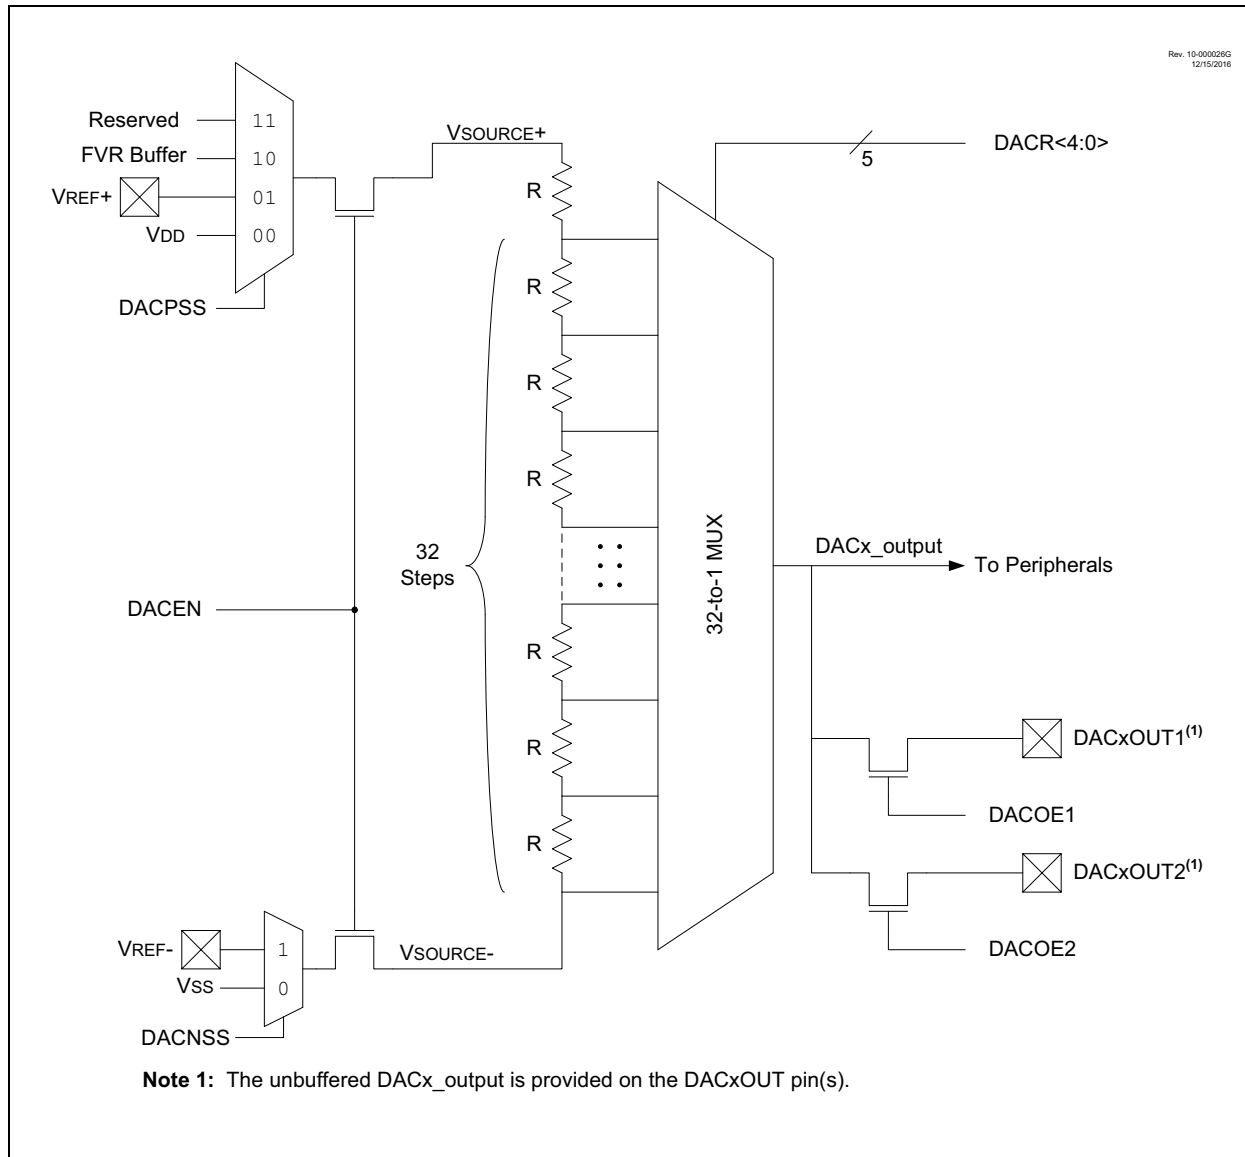 Rev. 10-000026G
12/15/2016
Reserved
11
FVR Buffer
10
VREF+
01
VDD
00
DACPSS
VSOURCE+
R
R
R
R
32
Steps
R
R
R
DACEN
DACR<4:0>
5
32-to-1 MUX
DACx_output
To Peripherals
DACxOUT1(1)
DACOE1
DACxOUT2(1)
DACOE2
VREF-
1
VSS
0
VSOURCE-
DACNSS
Note 1: The unbuffered DACx_output is provided on the DACxOUT pin(s).